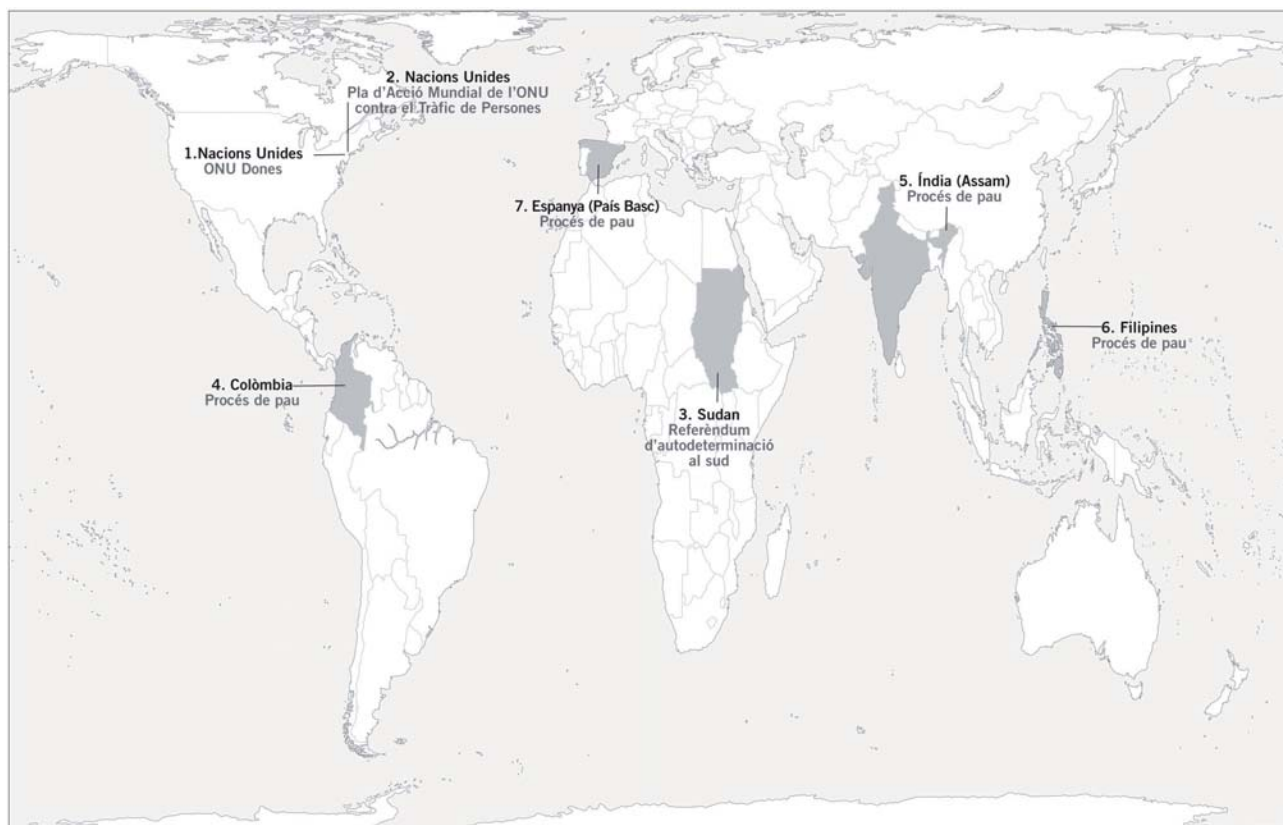 2. Nacions Unides
Pla d'Acció Mundial de l'ONU
contra el Tràfic de Persones
1.Nacions Unides
ONU Dones
5. Índia (Assam)
Procés de pau
7. Espanya (País Basc)
Procés de pau
6. Filipines
Procés de pau
4. Colòmbia
Procés de pau
3. Sudan
Referèndum
d'autodeterminació
al sud